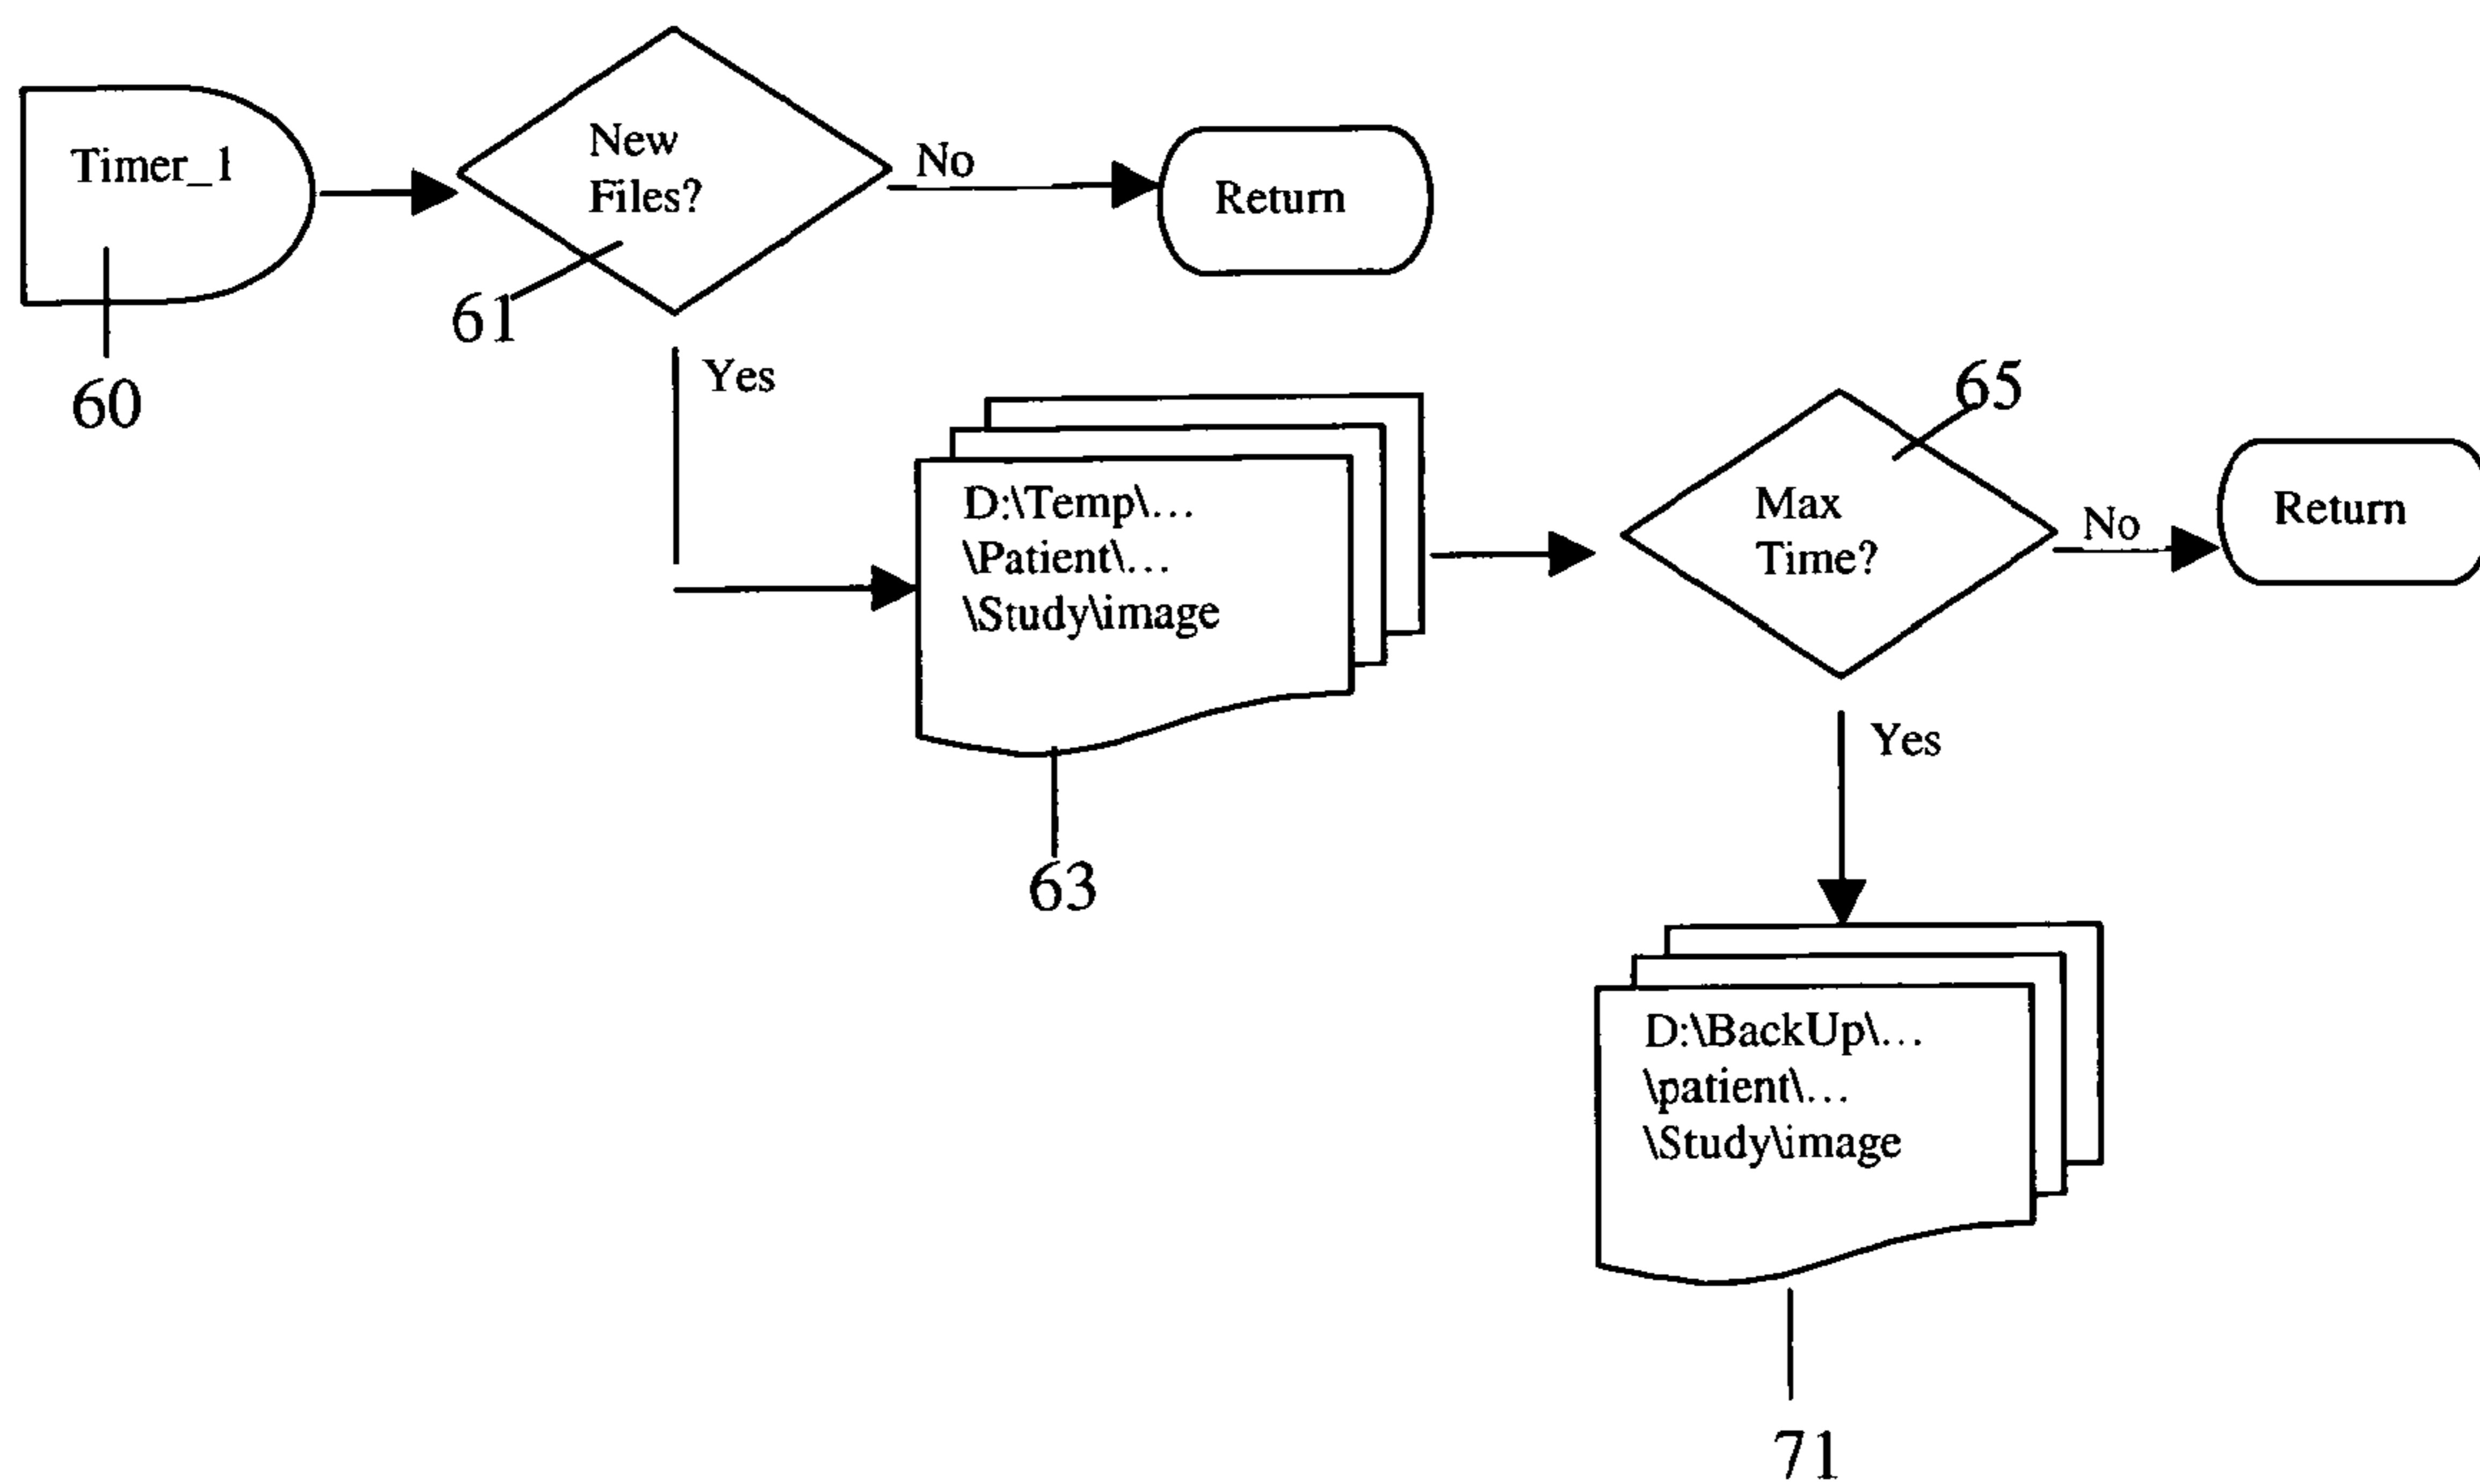 Timer_1
60
New
Files?
61
No
Return
Yes
D:\Temp\...
\Patient\...
\Study\image
63
65
Max
Time?
No
Return
Yes
D:\BackUp\...
\patient\...
\Study\image
71